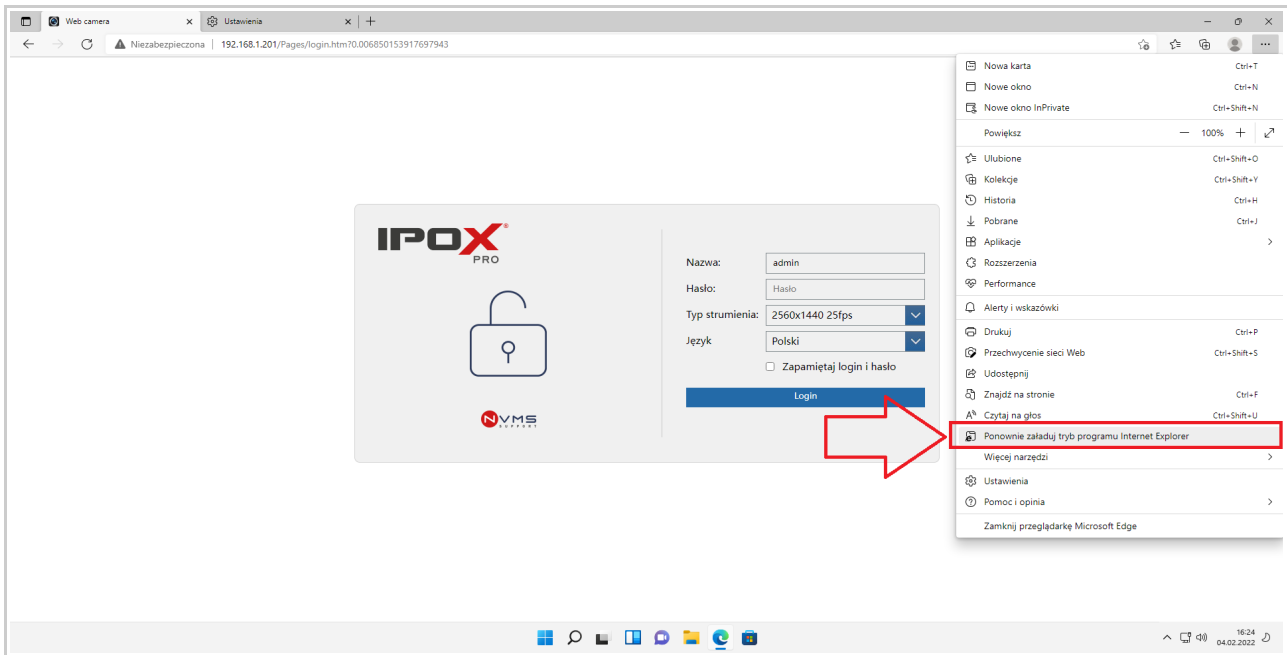 Web camera
Ustawienia
Niezabezpieczona | 192.168.1.201/Pages/login.htm?0.006850153917697943
Nowa karta Ctrl+T
Nowe okno Ctrl+N
Nowe okno InPrivate Ctrl+Shift+N
Powiększ — 100% +
Ulubione Ctrl+Shift+O
Kolekcje Ctrl+Shift+Y
Historia Ctrl+H
Pobrane Ctrl+J
Aplikacje
Rozszerzenia
Performance
Alerty i wskazówki
Drukuj Ctrl+P
Przechwycenie sieci Web Ctrl+Shift+S
Udostępnij
Znajdź na stronie Ctrl+F
Czytaj na głos Ctrl+Shift+U
Ponownie załaduj tryb programu Internet Explorer
Więcej narzędzi
Ustawienia
Pomoc i opinia
Zamknij przeglądarkę Microsoft Edge
IPOX®
PRO
NVMS
SUPPORT
Nazwa: admin
Hasło: Hasło
Typ strumienia: 2560x1440 25fps
Język Polski
Zapamiętaj login i hasło
Login
16:24
04.02.2022